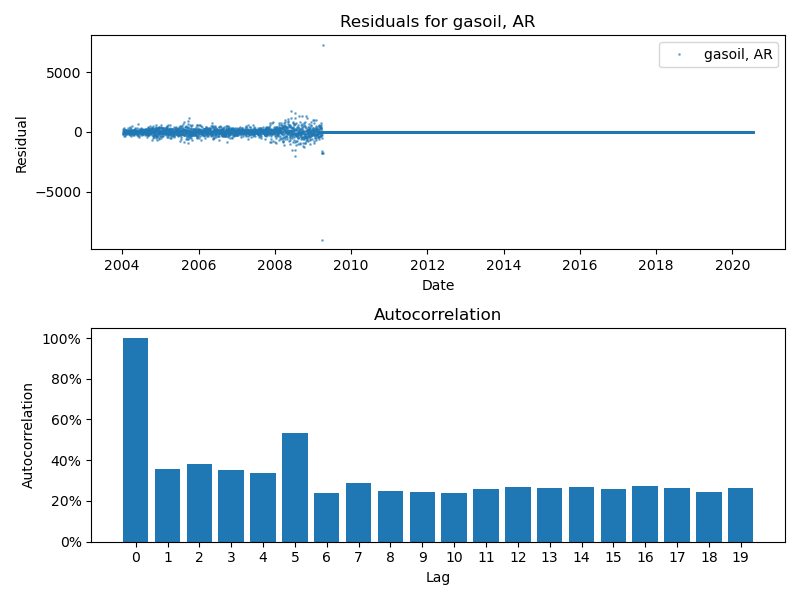 Residuals for gasoil, AR
gasoil, AR
5000
0
−5000
Residual
2004 2006 2008 2010 2012 2014 2016 2018 2020
Date
Autocorrelation
100%
80%
60%
40%
20%
0%
Autocorrelation
0 1 2 3 4 5 6 7 8 9 10 11 12 13 14 15 16 17 18 19
Lag